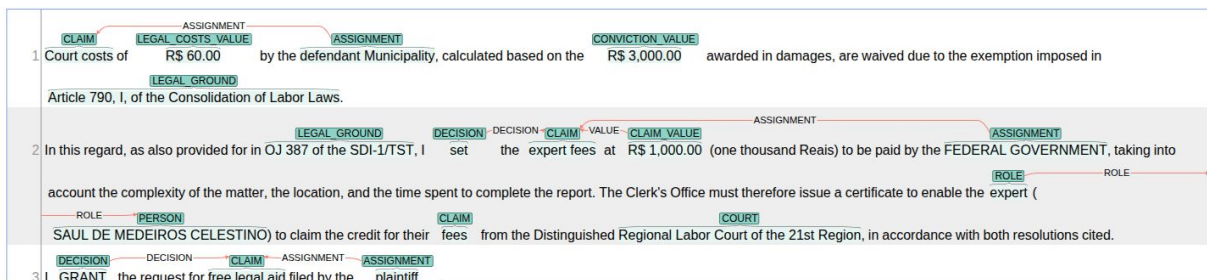 ASSIGNMENT
CLAIM LEGAL_COSTS_VALUE ASSIGNMENT CONVICTION_VALUE
1 Court costs of R$ 60.00 by the defendant Municipality, calculated based on the R$ 3,000.00 awarded in damages, are waived due to the exemption imposed in
LEGAL_GROUND
Article 790, I, of the Consolidation of Labor Laws.
ASSIGNMENT
LEGAL_GROUND DECISION DECISION CLAIM VALUE CLAIM_VALUE ASSIGNMENT
2 In this regard, as also provided for in OJ 387 of the SDI-1/TST, I set the expert fees at R$ 1,000.00 (one thousand Reais) to be paid by the FEDERAL GOVERNMENT, taking into
ROLE ROLE
account the complexity of the matter, the location, and the time spent to complete the report. The Clerk's Office must therefore issue a certificate to enable the expert (
ROLE PERSON CLAIM COURT
SAUL DE MEDEIROS CELESTINO) to claim the credit for their fees from the Distinguished Regional Labor Court of the 21st Region, in accordance with both resolutions cited.
DECISION DECISION CLAIM ASSIGNMENT ASSIGNMENT
3 I GRANT the request for free legal aid filed by the plaintiff